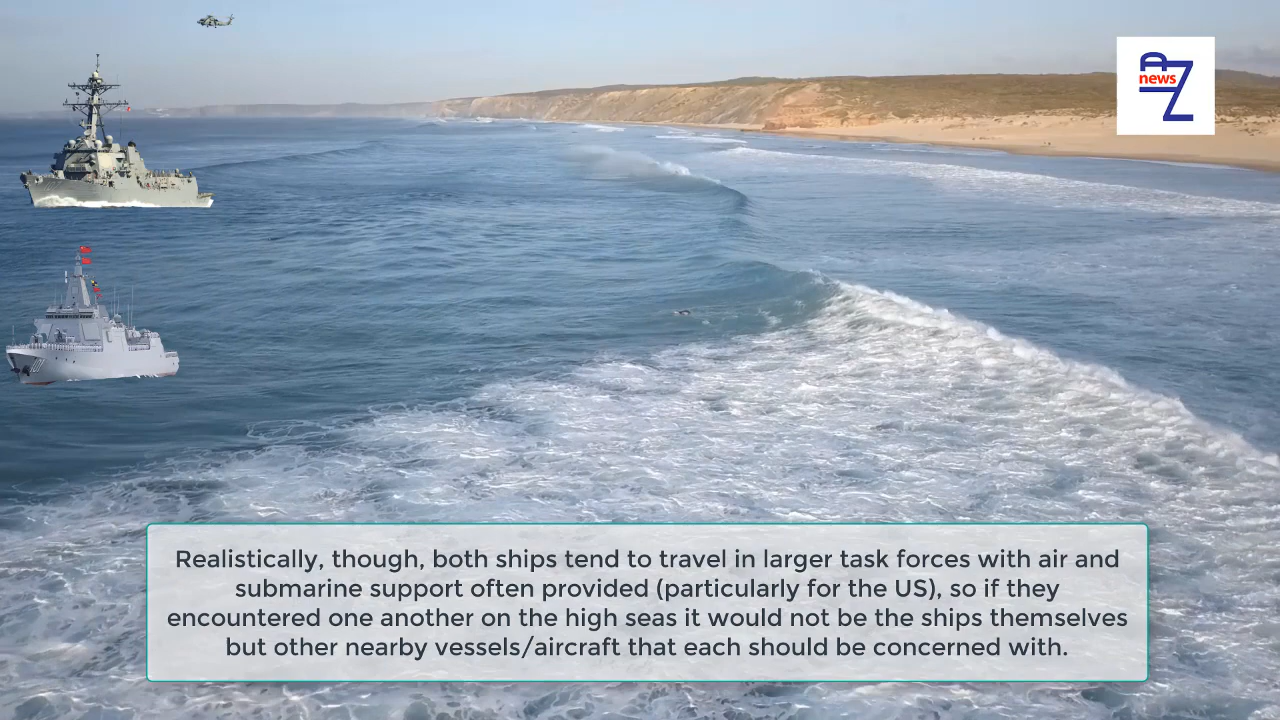 A
news
Z
101
Realistically, though, both ships tend to travel in larger task forces with air and
submarine support often provided (particularly for the US), so if they
encountered one another on the high seas it would not be the ships themselves
but other nearby vessels/aircraft that each should be concerned with.